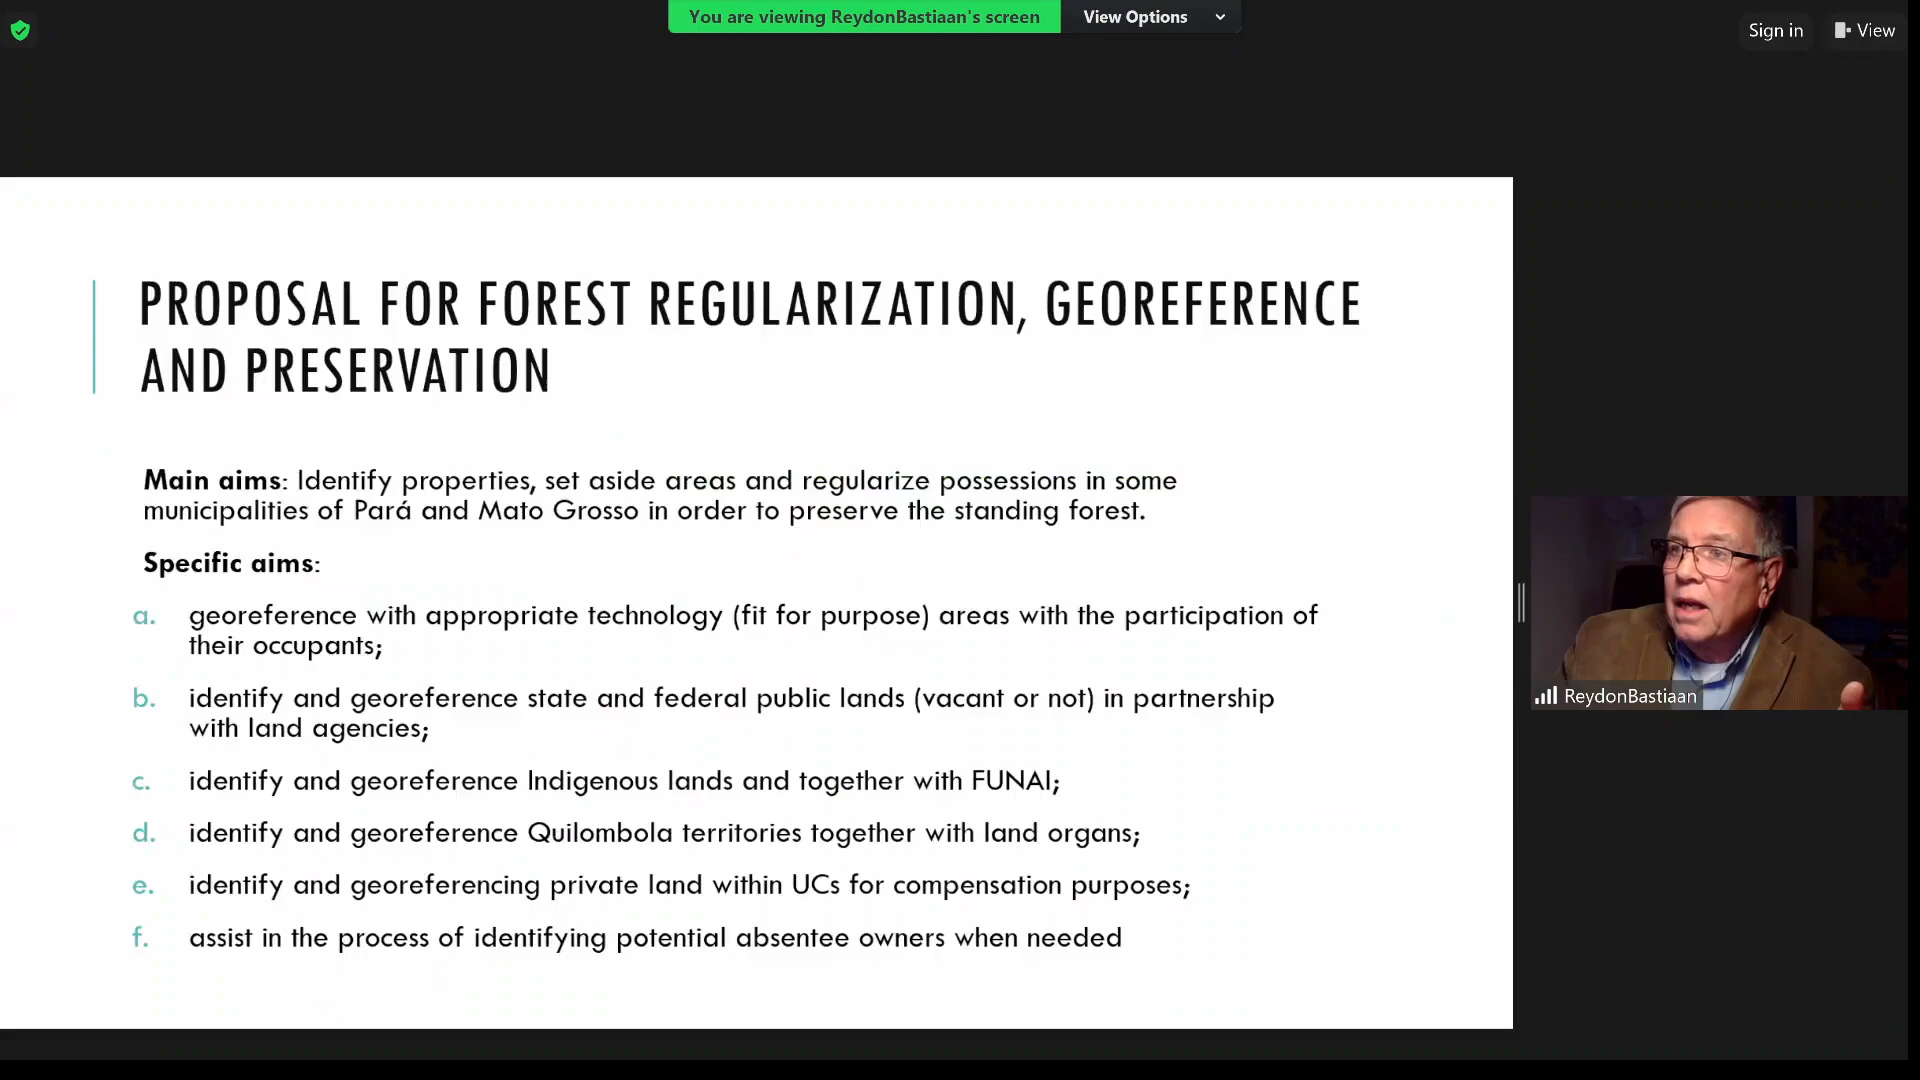 You are viewing ReydonBastiaan's screen
View Options
Sign in
View
PROPOSAL FOR FOREST REGULARIZATION, GEOREFERENCE
AND PRESERVATION
Main aims: Identify properties, set aside areas and regularize possessions in some
municipalities of Pará and Mato Grosso in order to preserve the standing forest.
Specific aims:
a. georeference with appropriate technology (fit for purpose) areas with the participation of
their occupants;
b. identify and georeference state and federal public lands (vacant or not) in partnership
with land agencies;
c. identify and georeference Indigenous lands and together with FUNAI;
d. identify and georeference Quilombola territories together with land organs;
e. identify and georeferencing private land within UCs for compensation purposes;
f. assist in the process of identifying potential absentee owners when needed
ReydonBastiaan